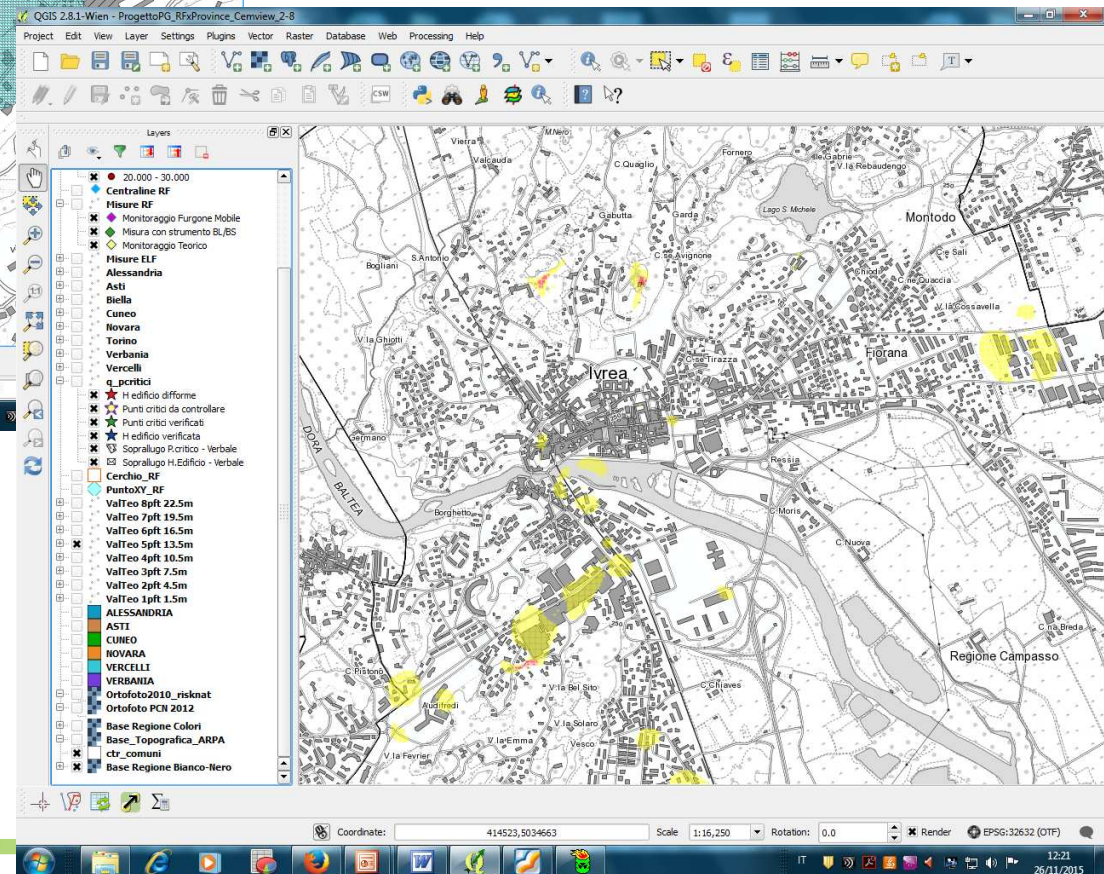 QGIS 2.8.1-Wien - ProgettoPG_RFxProvince_Cemview_2-8
Project Edit View Layer Settings Plugins Vector Raster Database Web Processing Help
CSW
Layers
20.000 - 30.000
Centraline RF
Misure RF
Monitoraggio Furgone Mobile
Misura con strumento BL/BS
Monitoraggio Teorico
Misure ELF
Alessandria
Asti
Biella
Cuneo
Novara
Torino
Verbania
Vercelli
q_pcritici
H edificio difforme
Punti critici da controllare
Punti critici verificati
H edificio verificata
Sopralluogo P.critico - Verbale
Sopralluogo H.Edificio - Verbale
Cerchio_RF
PuntoXY_RF
ValTeo 8pft 22.5m
ValTeo 7pft 19.5m
ValTeo 6pft 16.5m
ValTeo 5pft 13.5m
ValTeo 4pft 10.5m
ValTeo 3pft 7.5m
ValTeo 2pft 4.5m
ValTeo 1pft 1.5m
ALESSANDRIA
ASTI
CUNEO
NOVARA
VERCELLI
VERBANIA
Ortofoto2010_risknat
Ortofoto PCN 2012
Base Regione Colori
Base_Topografica_ARPA
ctr_comuni
Base Regione Bianco-Nero
M.Nero
Vierra
Valcauda
C.Quaglio
Fornero
V.la Rebaudengo
Lago S. Michele
Gabutta
Garda
Montodo
S.Antonio
C.se Avignone
C.e Sali
Bogliani
Chiodi
C.ne Quaccia
V.la Cossavella
V.la Ghiotti
Fiorana
C.se Tirazza
Ivrea
DORA
BALTEA
Germano
Ressia
Borghetto
C.Moris
C.Nuova
C.na Breda
Regione Campasso
C.Pistono
C.Chiaves
V.la Bel Sito
Audifredi
V.la Solaro
V.la Emma
Vesco
V.la Fevrier
Coordinate: 414523,5034663 Scale 1:16,250 Rotation: 0.0 Render EPSG:32632 (OTF)
IT 12:21
26/11/2015